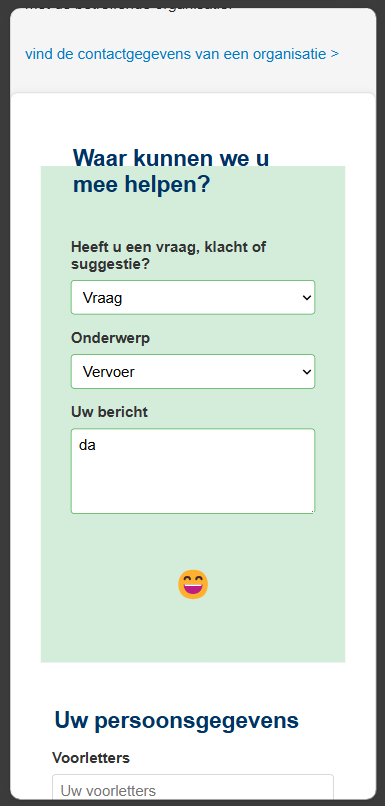 vind de contactgegevens van een organisatie >
Waar kunnen we u
mee helpen?
Heeft u een vraag, klacht of
suggestie?
Vraag
Onderwerp
Vervoer
Uw bericht
da
Uw persoonsgegevens
Voorletters
Uw voorletters